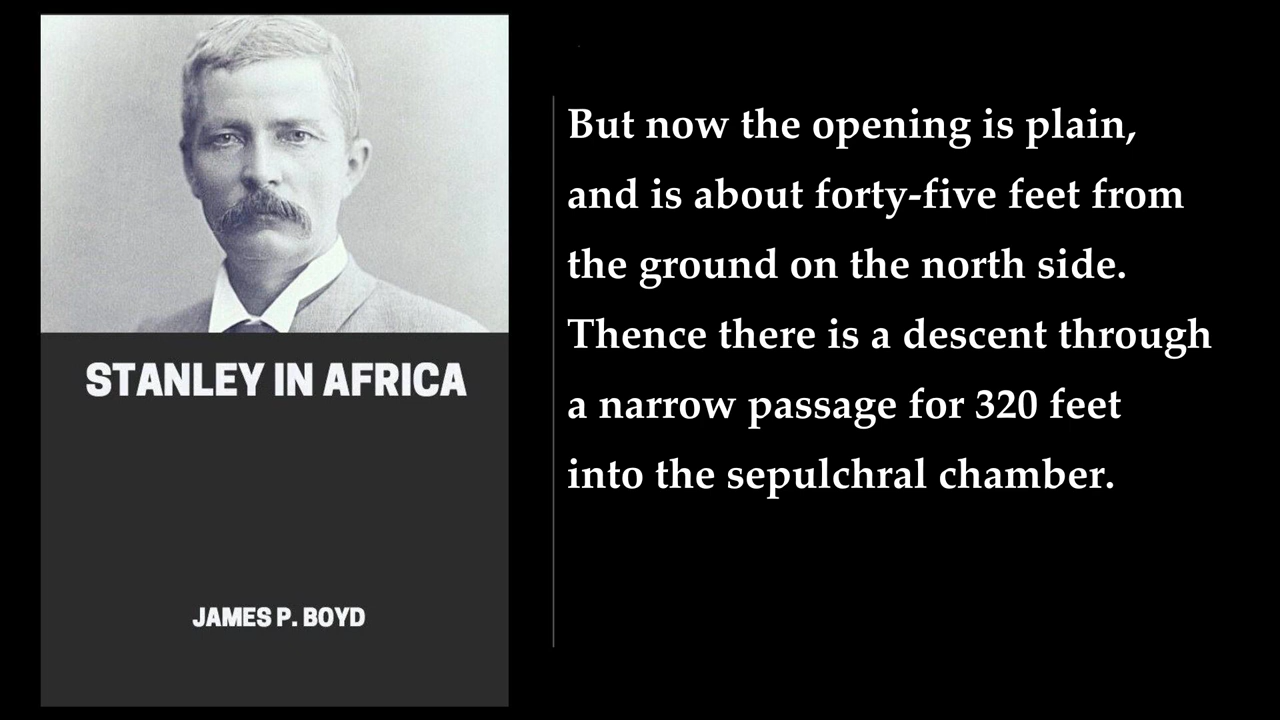 STANLEY IN AFRICA
JAMES P. BOYD
But now the opening is plain,
and is about forty-five feet from
the ground on the north side.
Thence there is a descent through
a narrow passage for 320 feet
into the sepulchral chamber.